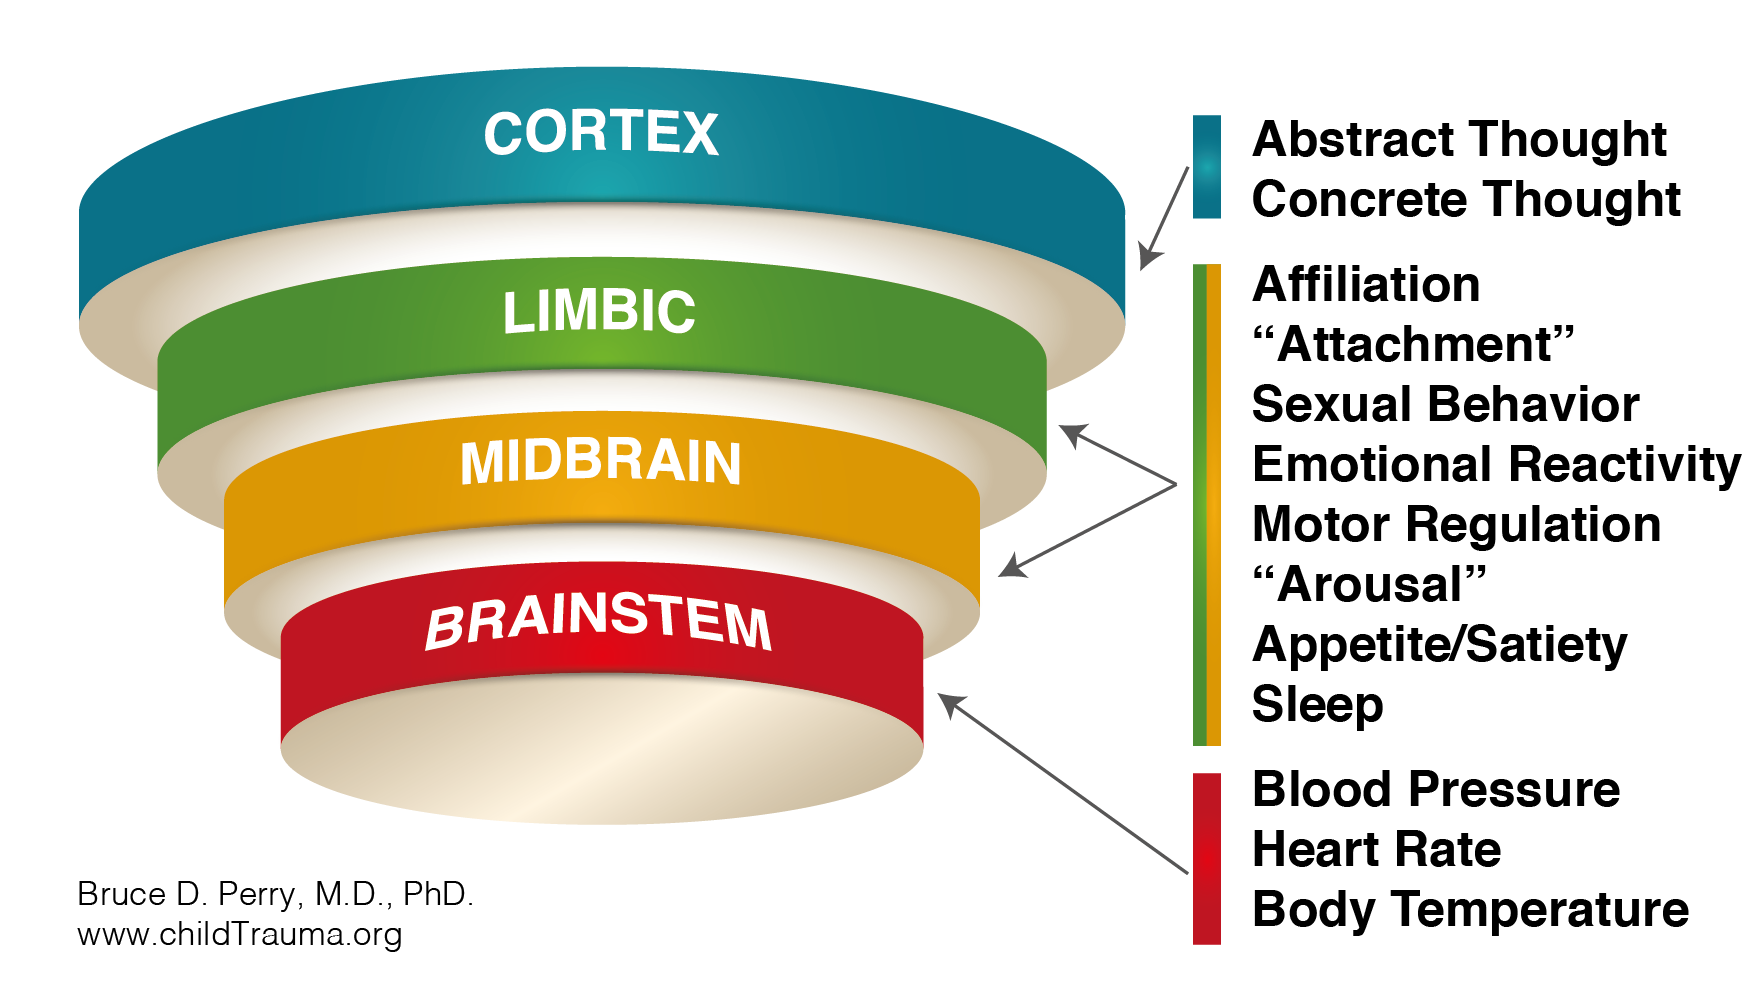 CORTEX
LIMBIC
MIDBRAIN
BRAINSTEM
Abstract Thought
Concrete Thought
Affiliation
“Attachment”
Sexual Behavior
Emotional Reactivity
Motor Regulation
“Arousal”
Appetite/Satiety
Sleep
Blood Pressure
Heart Rate
Body Temperature
Bruce D. Perry, M.D., PhD.
www.childTrauma.org